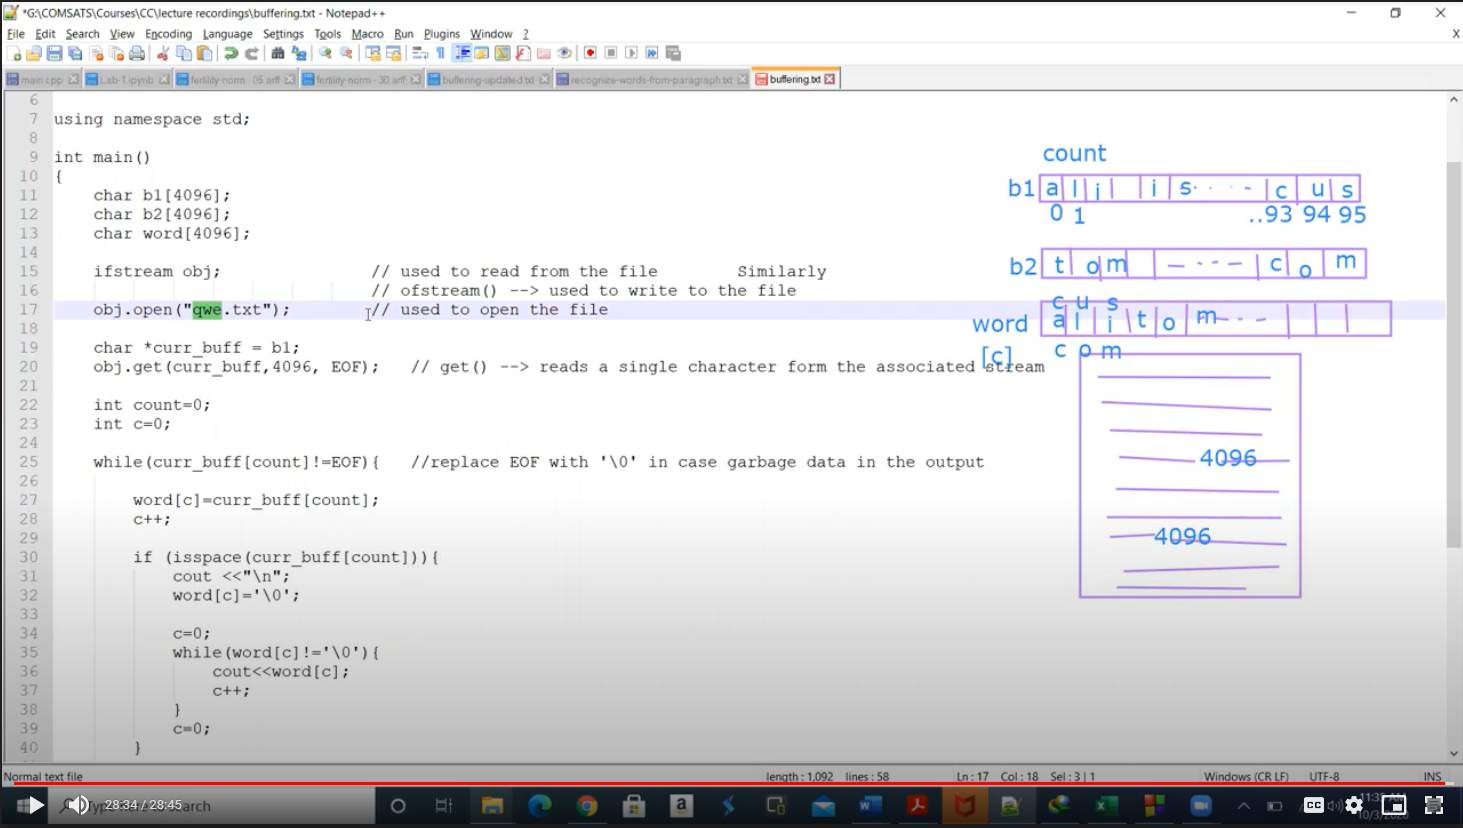 *G:\COMSATS\Courses\CC\lecture recordings\buffering.txt - Notepad++
File Edit Search View Encoding Language Settings Tools Macro Run Plugins Window ? X
main.cpp Lab-1.ipynb fertility-norm - 05.arff fertility-norm - 30.arff buffering-updated.txt recognize-words-from-paragraph.txt buffering.txt
6
7 using namespace std;
8
9 int main()
10 {
11 char b1[4096];
12 char b2[4096];
13 char word[4096];
14
15 ifstream obj; // used to read from the file Similarly
16 // ofstream() --> used to write to the file
17 obj.open("qwe.txt"); // used to open the file
18
19 char *curr_buff = b1;
20 obj.get(curr_buff,4096, EOF); // get() --> reads a single character form the associated stream
21
22 int count=0;
23 int c=0;
24
25 while(curr_buff[count]!=EOF){ //replace EOF with '\0' in case garbage data in the output
26
27 word[c]=curr_buff[count];
28 c++;
29
30 if (isspace(curr_buff[count])){
31 cout <<"\n";
32 word[c]='\0';
33
34 c=0;
35 while(word[c]!='\0'){
36 cout<<word[c];
37 c++;
38 }
39 c=0;
40 }
count
b1 a l i i s . . . - c u s
0 1 ..93 94 95
b2 t o m - - - - c o m
c u s
word a l i t o m - - -
[c] c o m
4096
4096
Normal text file length : 1,092 lines : 58 Ln : 17 Col : 18 Sel : 3 | 1 Windows (CR LF) UTF-8 INS
28:34 / 28:45 CC